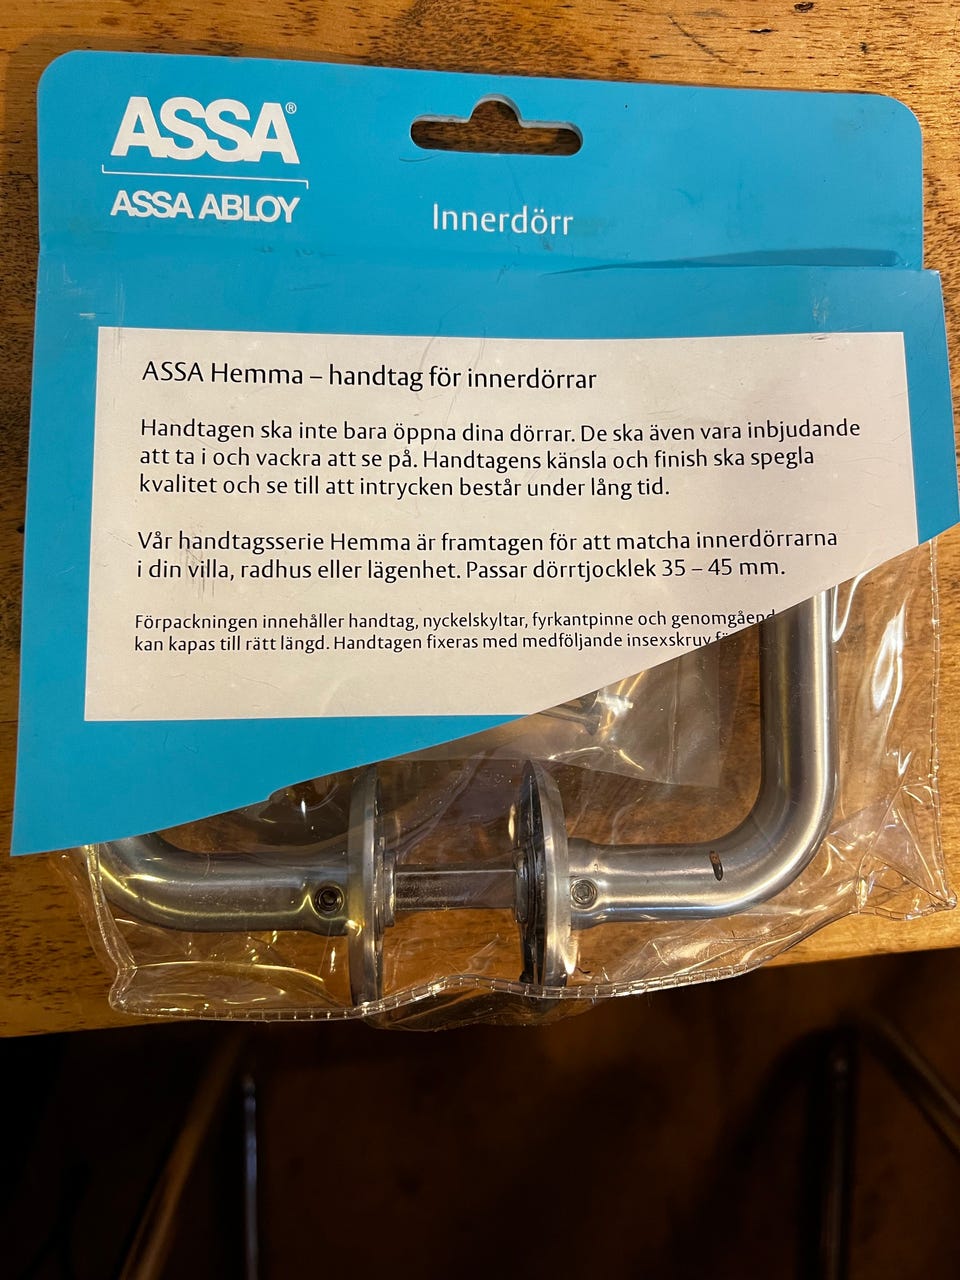 ASSA®
ASSA ABLOY
Innerdörr
ASSA Hemma – handtag för innerdörrar
Handtagen ska inte bara öppna dina dörrar. De ska även vara inbjudande
att ta i och vackra att se på. Handtagens känsla och finish ska spegla
kvalitet och se till att intrycken består under lång tid.
Vår handtagsserie Hemma är framtagen för att matcha innerdörrarna
i din villa, radhus eller lägenhet. Passar dörrtjocklek 35 – 45 mm.
Förpackningen innehåller handtag, nyckelskyltar, fyrkantpinne och
kan kapas till rätt längd. Handtagen fixeras med medföljande insexskruv